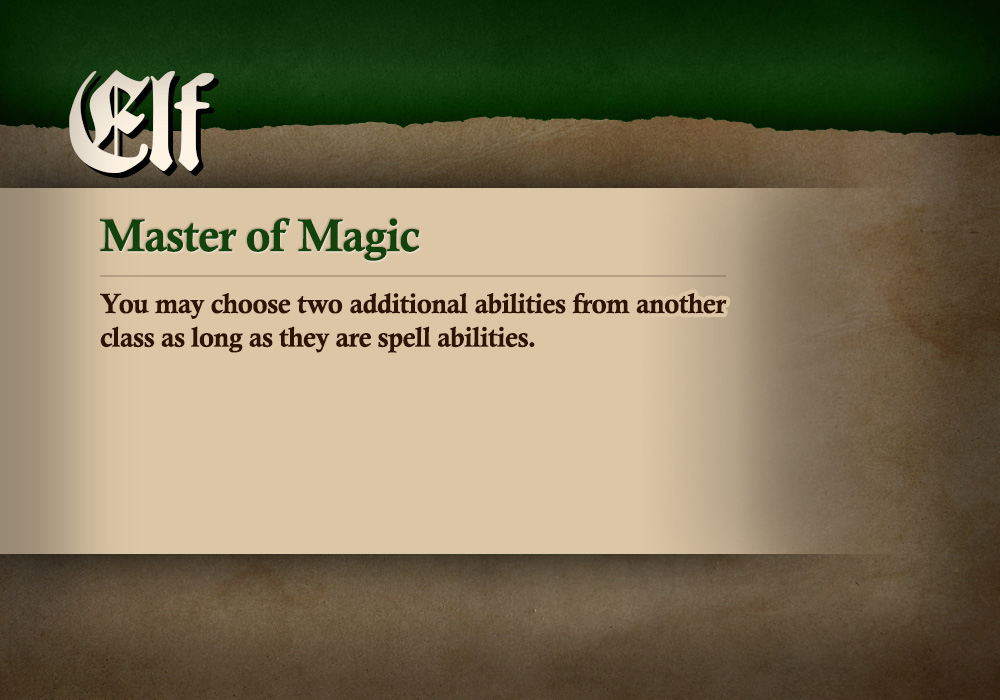 Elf
Master of Magic
You may choose two additional abilities from another
class as long as they are spell abilities.